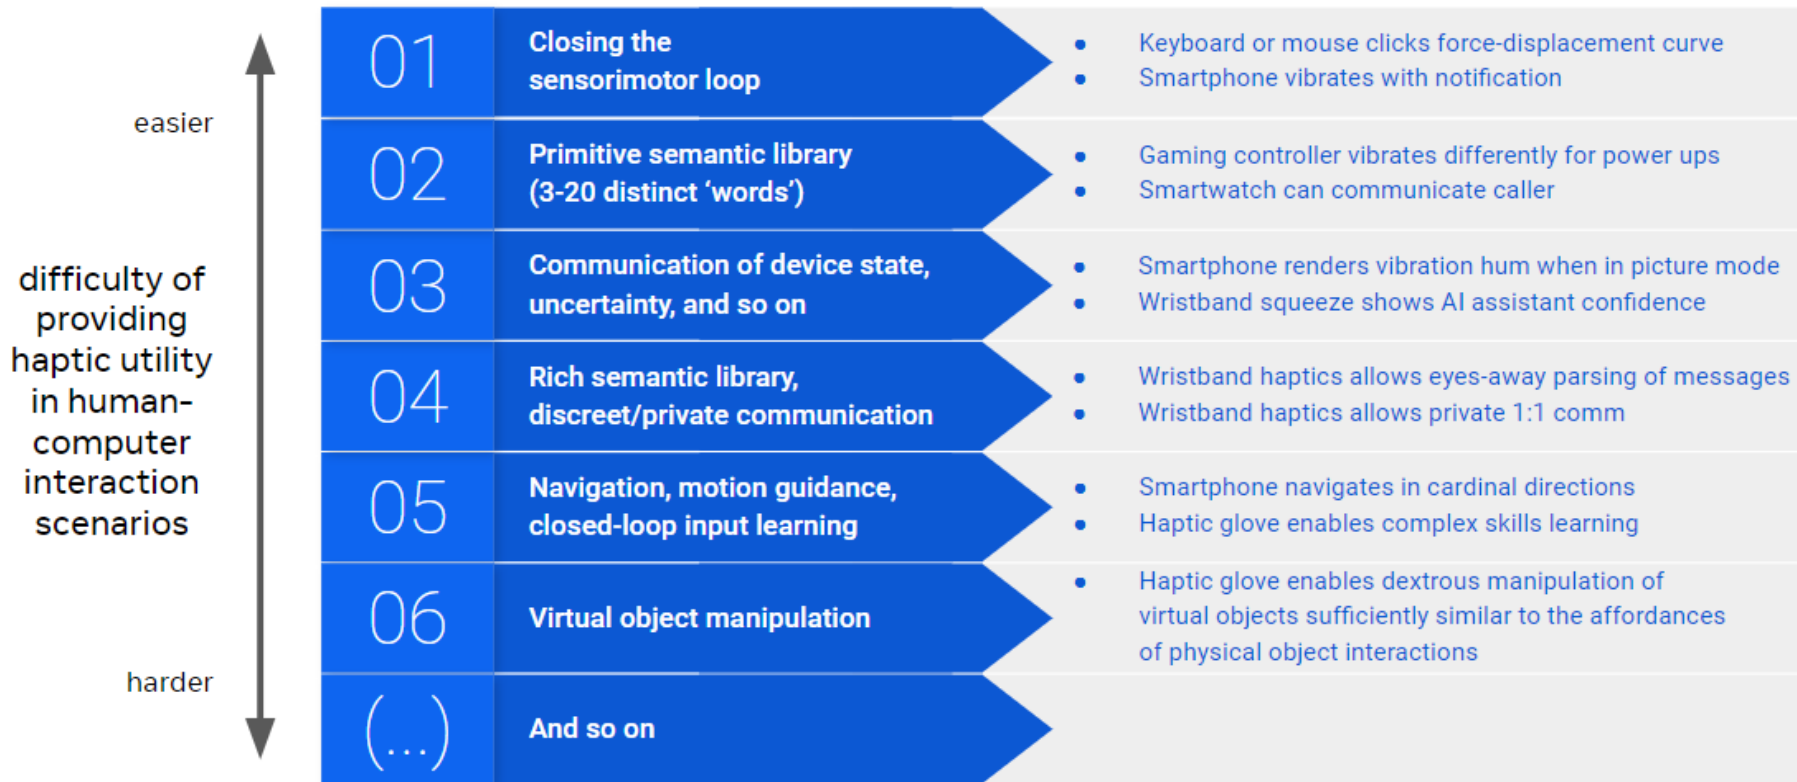 easier
difficulty of
providing
haptic utility
in human-
computer
interaction
scenarios
harder
01
Closing the
sensorimotor loop
• Keyboard or mouse clicks force-displacement curve
• Smartphone vibrates with notification
02
Primitive semantic library
(3-20 distinct ‘words’)
• Gaming controller vibrates differently for power ups
• Smartwatch can communicate caller
03
Communication of device state,
uncertainty, and so on
• Smartphone renders vibration hum when in picture mode
• Wristband squeeze shows AI assistant confidence
04
Rich semantic library,
discreet/private communication
• Wristband haptics allows eyes-away parsing of messages
• Wristband haptics allows private 1:1 comm
05
Navigation, motion guidance,
closed-loop input learning
• Smartphone navigates in cardinal directions
• Haptic glove enables complex skills learning
06
Virtual object manipulation
• Haptic glove enables dextrous manipulation of
virtual objects sufficiently similar to the affordances
of physical object interactions
(...)
And so on